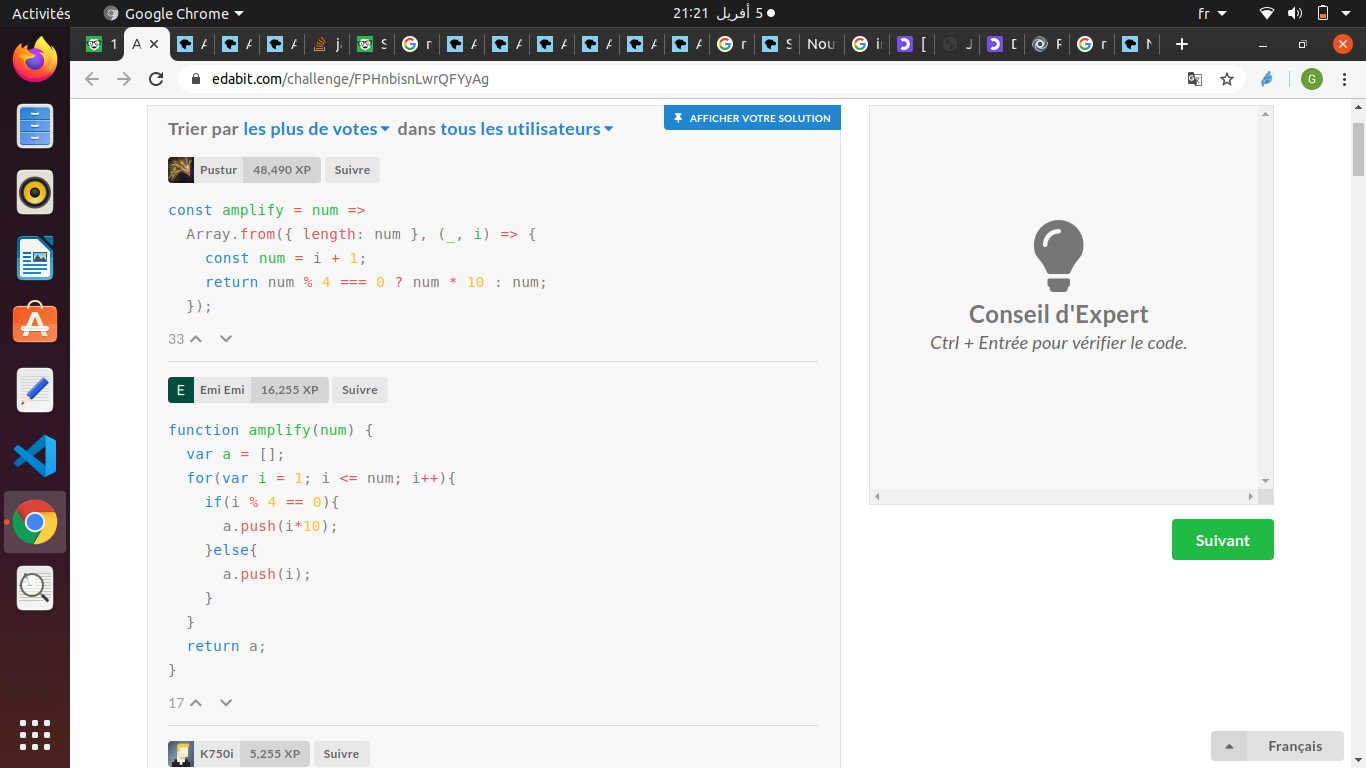 Activités
Google Chrome
21:21 5 أفريل
fr
1
A
Nou
edabit.com/challenge/FPHnbisnLwrQFYyAg
G
Trier par les plus de votes dans tous les utilisateurs
AFFICHER VOTRE SOLUTION
Pustur 48,490 XP Suivre
const amplify = num =>
Array.from({ length: num }, (_, i) => {
const num = i + 1;
return num % 4 === 0 ? num * 10 : num;
});
33
E Emi Emi 16,255 XP Suivre
function amplify(num) {
var a = [];
for(var i = 1; i <= num; i++){
if(i % 4 == 0){
a.push(i*10);
}else{
a.push(i);
}
}
return a;
}
17
K750i 5,255 XP Suivre
Conseil d'Expert
Ctrl + Entrée pour vérifier le code.
Suivant
Français